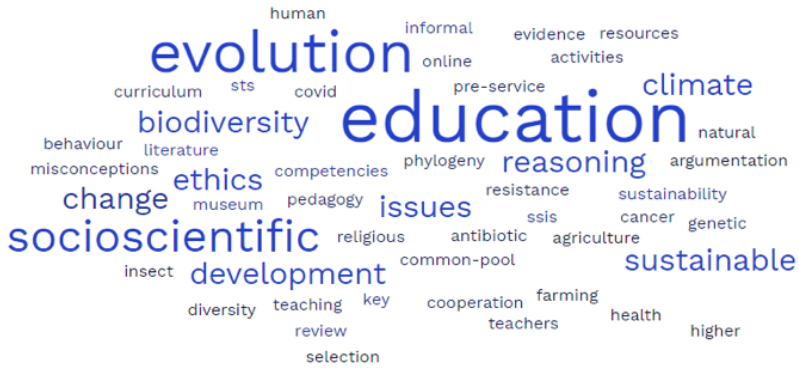 human
informal
evidence resources
evolution online activities
curriculum sts covid pre-service climate
biodiversity education natural
behaviour literature
misconceptions ethics competencies phylogeny reasoning argumentation
change museum pedagogy issues resistance sustainability
socioscientific religious antibiotic ssis agriculture cancer genetic
insect development common-pool sustainable
diversity teaching key cooperation farming
review teachers health higher
selection